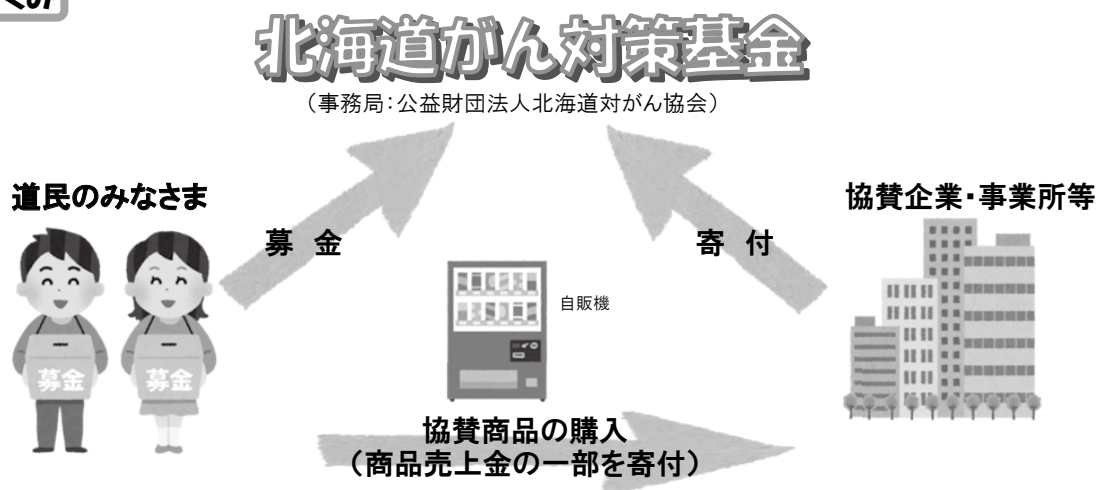 北海道がん対策基金
（事務局：公益財団法人北海道対がん協会）
道民のみなさま
協賛企業・事業所等
募 金
寄 付
自販機
募金
募金
協賛商品の購入
（商品売上金の一部を寄付）